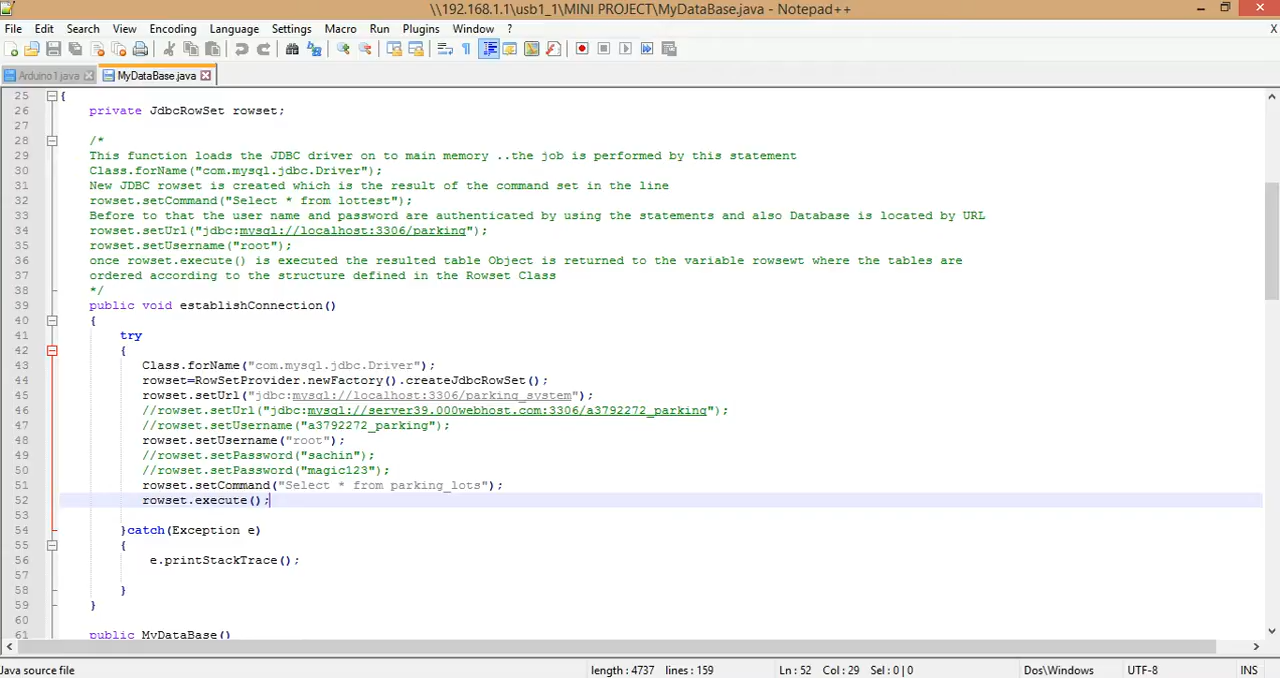 \\192.168.1.1\usb1_1\MINI PROJECT\MyDataBase.java - Notepad++
File Edit Search View Encoding Language Settings Macro Run Plugins Window ? X
Arduino1.java MyDataBase.java
25 {
26 private JdbcRowSet rowset;
27
28 /*
29 This function loads the JDBC driver on to main memory ..the job is performed by this statement
30 Class.forName("com.mysql.jdbc.Driver");
31 New JDBC rowset is created which is the result of the command set in the line
32 rowset.setCommand("Select * from lottest");
33 Before to that the user name and password are authenticated by using the statements and also Database is located by URL
34 rowset.setUrl("jdbc:mysql://localhost:3306/parking");
35 rowset.setUsername("root");
36 once rowset.execute() is executed the resulted table Object is returned to the variable rowsewt where the tables are
37 ordered according to the structure defined in the Rowset Class
38 */
39 public void establishConnection()
40 {
41 try
42 {
43 Class.forName("com.mysql.jdbc.Driver");
44 rowset=RowSetProvider.newFactory().createJdbcRowSet();
45 rowset.setUrl("jdbc:mysql://localhost:3306/parking_system");
46 //rowset.setUrl("jdbc:mysql://server39.000webhost.com:3306/a3792272_parking");
47 //rowset.setUsername("a3792272_parking");
48 rowset.setUsername("root");
49 //rowset.setPassword("sachin");
50 //rowset.setPassword("magic123");
51 rowset.setCommand("Select * from parking_lots");
52 rowset.execute();
53
54 }catch(Exception e)
55 {
56 e.printStackTrace();
57
58 }
59 }
60
61 public MyDataBase()
Java source file length : 4737 lines : 159 Ln : 52 Col : 29 Sel : 0 | 0 Dos\Windows UTF-8 INS